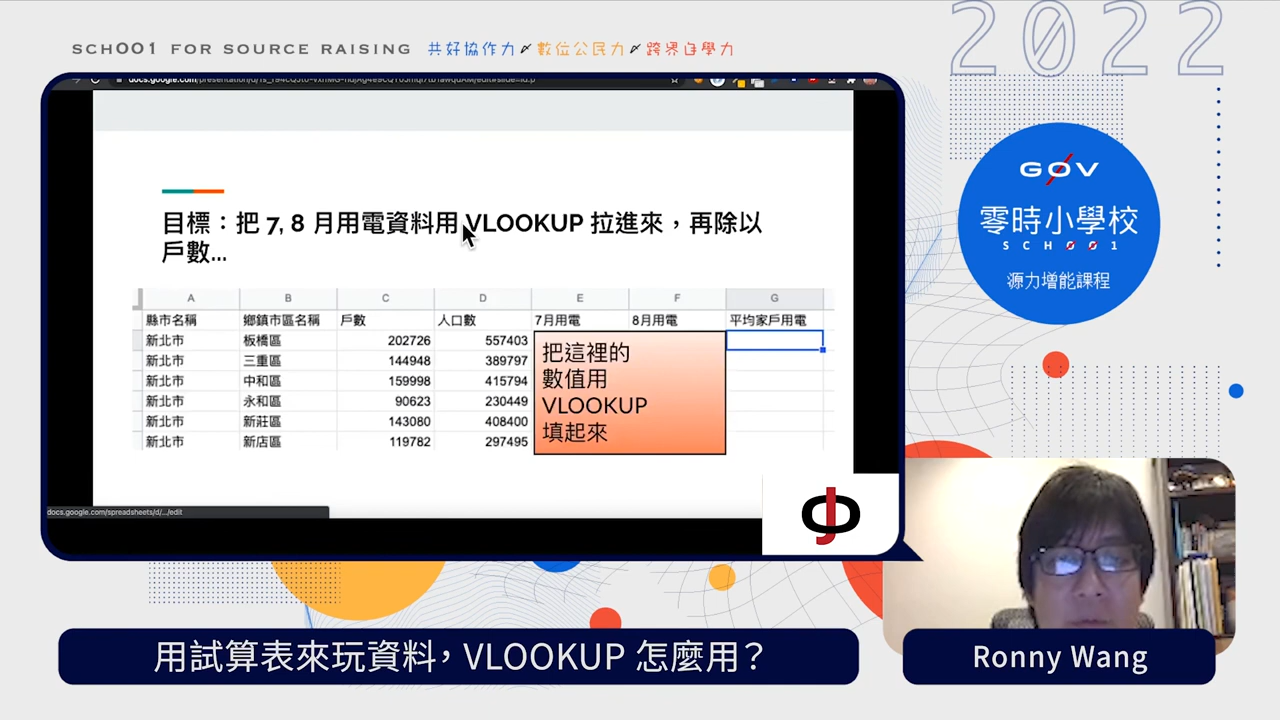 SCHOO1 FOR SOURCE RAISING 共好協作力 數位公民力 跨界自學力
2022
G0V
零時小學校
SCH001
源力增能課程
目標：把 7, 8 月用電資料用 VLOOKUP 拉進來，再除以
戶數...
A B C D E F G
縣市名稱 鄉鎮市區名稱 戶數 人口數 7月用電 8月用電 平均家戶用電
新北市 板橋區 202726 557403
新北市 三重區 144948 389797
新北市 中和區 159998 415794
新北市 永和區 90623 230449
新北市 新莊區 143080 408400
新北市 新店區 119782 297495
把這裡的
數值用
VLOOKUP
填起來
docs.google.com/spreadsheets/d/.../edit
用試算表來玩資料，VLOOKUP 怎麼用？
Ronny Wang